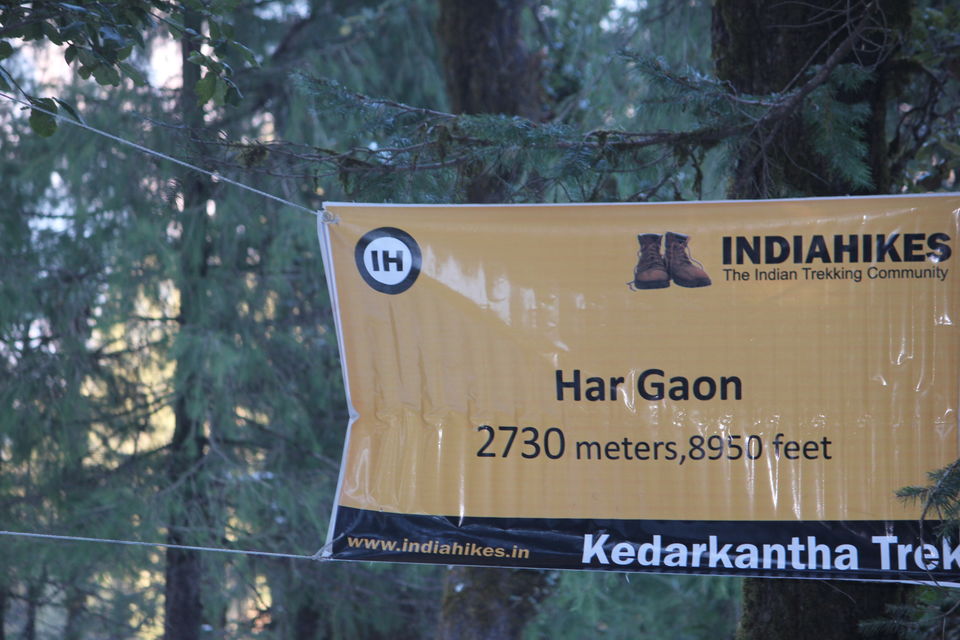 IH
INDIAHIKES
The Indian Trekking Community
Har Gaon
2730 meters,8950 feet
www.indiahikes.in
Kedarkantha Trek